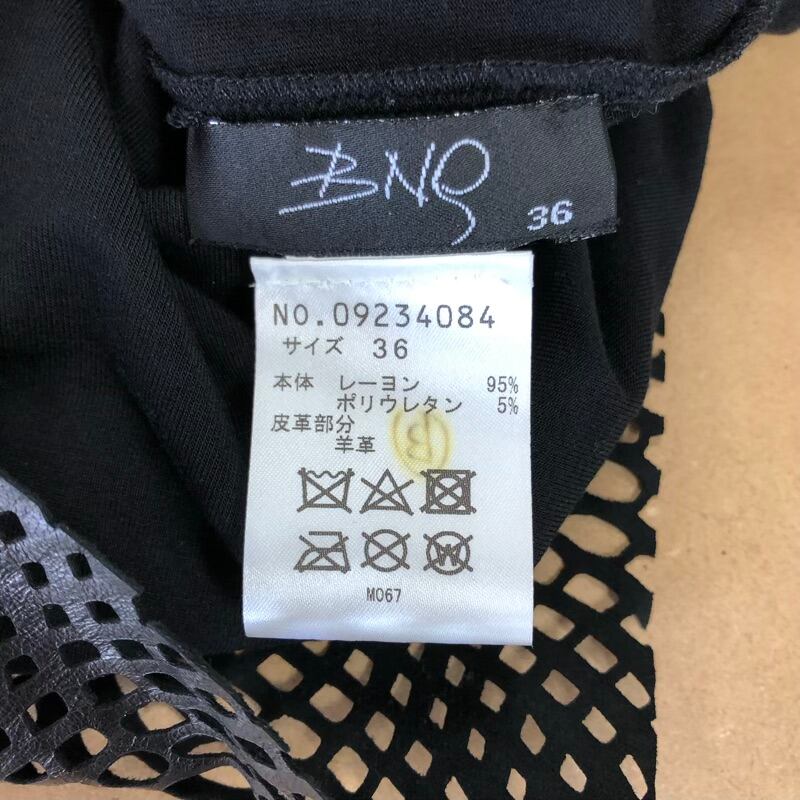 BNG
36
NO.09234084
サイズ 36
本体 レーヨン 95%
ポリウレタン 5%
皮革部分
羊革
B
W
M067